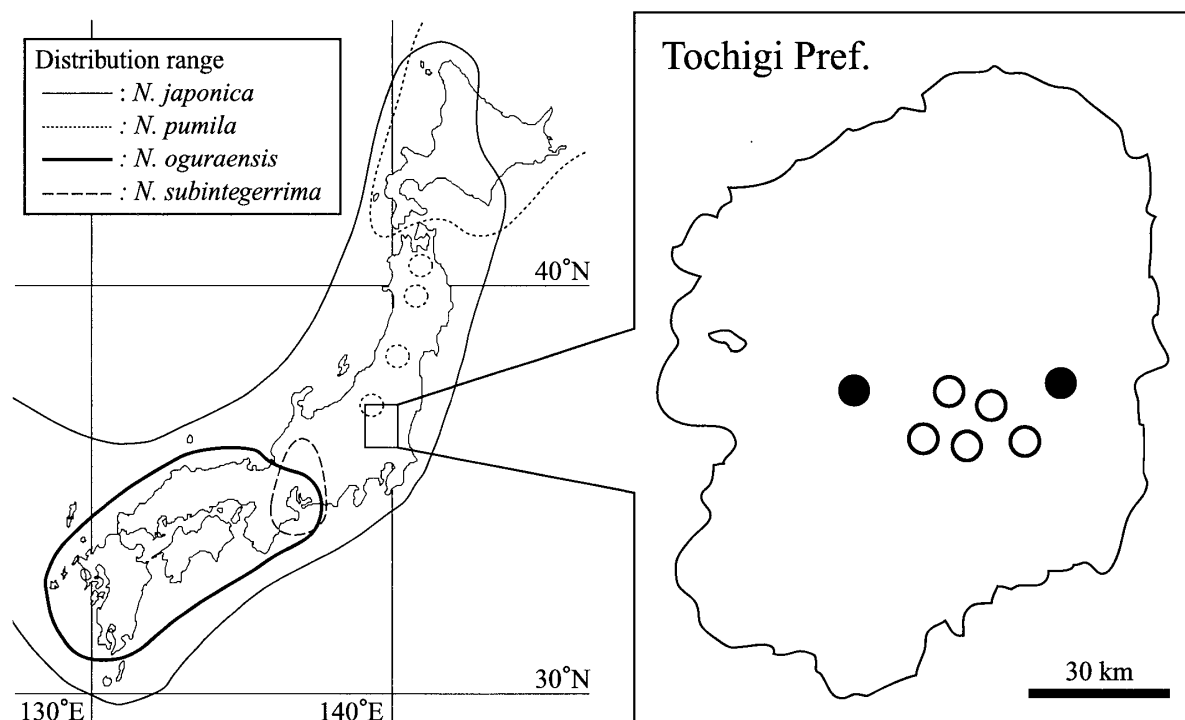 Distribution range
: N. japonica
: N. pumila
: N. oguraensis
: N. subintegerrima
40°N
30°N
130°E
140°E
Tochigi Pref.
30 km